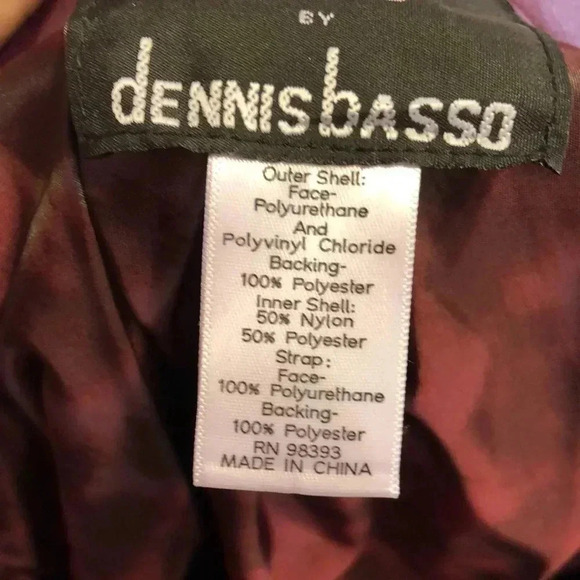 BY
dENNISbASSO
Outer Shell:
Face-
Polyurethane
And
Polyvinyl Chloride
Backing-
100% Polyester
Inner Shell:
50% Nylon
50% Polyester
Strap:
Face-
100% Polyurethane
Backing-
100% Polyester
RN 98393
MADE IN CHINA